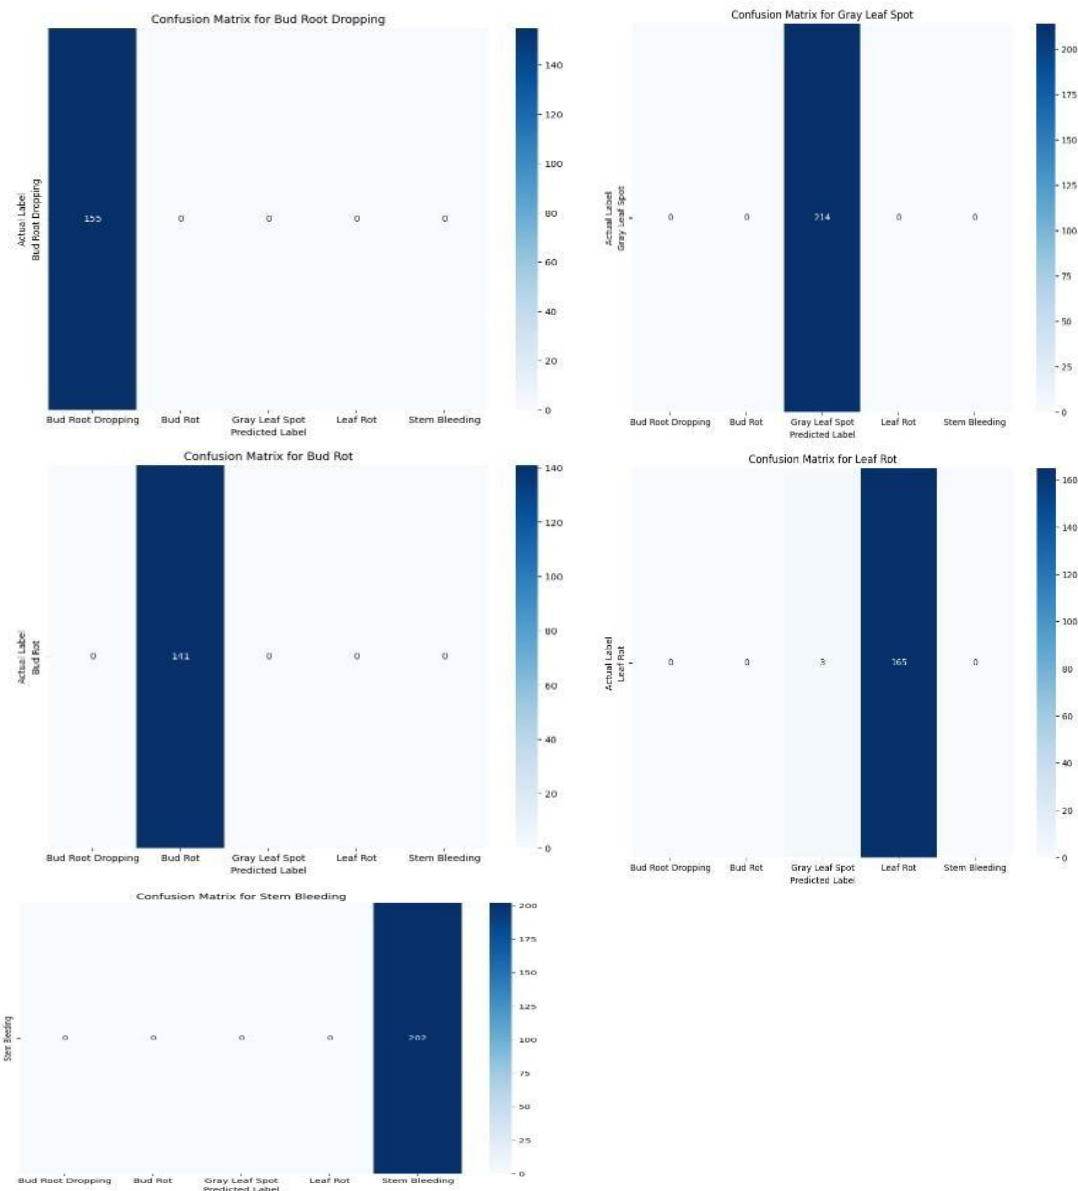 Confusion Matrix for Bud Root Dropping
140
120
100
80
60
40
20
0
Actual Label
Bud Root Dropping
155 0 0 0 0
Bud Root Dropping Bud Rot Gray Leaf Spot Leaf Rot Stem Bleeding
Predicted Label
Confusion Matrix for Gray Leaf Spot
200
175
150
125
100
75
50
25
0
Actual Label
Gray Leaf Spot
0 0 214 0 0
Bud Root Dropping Bud Rot Gray Leaf Spot Leaf Rot Stem Bleeding
Predicted Label
Confusion Matrix for Bud Rot
140
120
100
80
60
40
20
0
Actual Label
Bud Rot
0 141 0 0 0
Bud Root Dropping Bud Rot Gray Leaf Spot Leaf Rot Stem Bleeding
Predicted Label
Confusion Matrix for Leaf Rot
160
140
120
100
80
60
40
20
0
Actual Label
Leaf Rot
0 0 3 165 0
Bud Root Dropping Bud Rot Gray Leaf Spot Leaf Rot Stem Bleeding
Predicted Label
Confusion Matrix for Stem Bleeding
200
175
150
125
100
75
50
25
0
Stem Bleeding
0 0 0 0 202
Bud Root Dropping Bud Rot Gray Leaf Spot Leaf Rot Stem Bleeding
Predicted Label